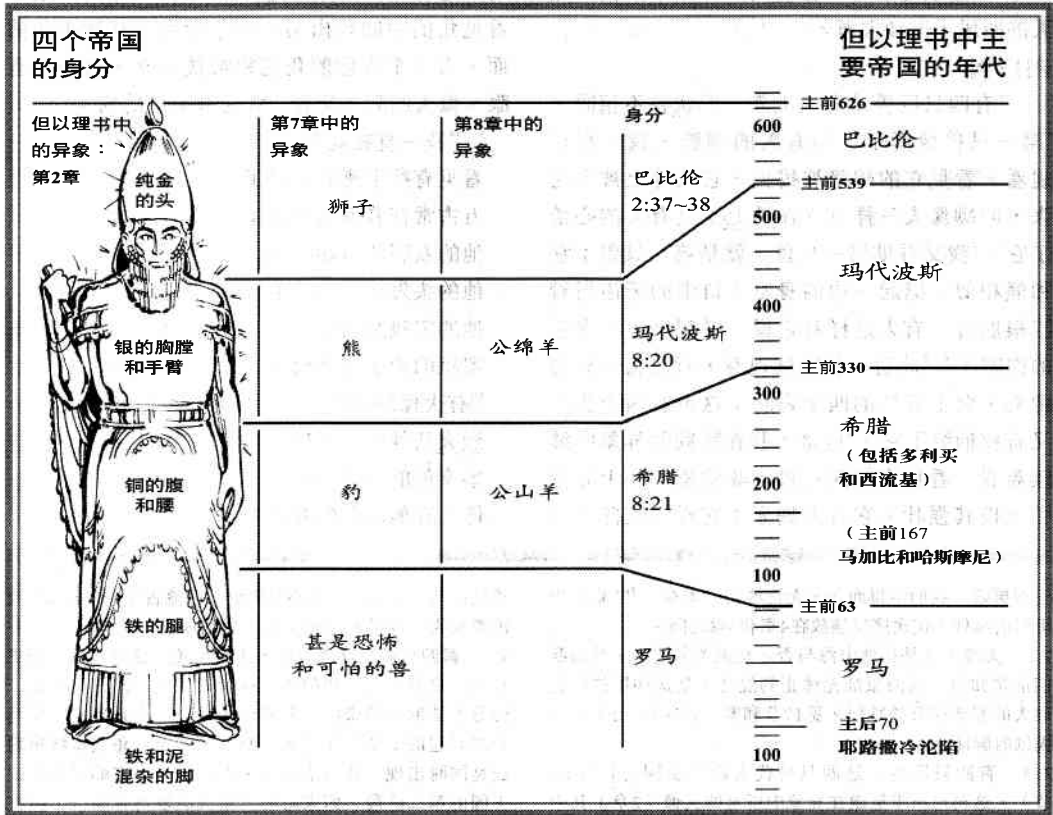 四个帝国
的身分
但以理书中主
要帝国的年代
但以理书中
的异象：
第2章
第7章中的
异象
第8章中的
异象
身分
600
主前626
巴比伦
纯金
的头
狮子
巴比伦
2:37~38
主前539
500
玛代波斯
400
银的胸膛
和手臂
熊
公绵羊
玛代波斯
8:20
主前330
300
希腊
（包括多利买
和西流基）
铜的腹
和腰
豹
公山羊
希腊
8:21
200
（主前167
马加比和哈斯摩尼）
100
主前63
铁的腿
甚是恐怖
和可怕的兽
罗马
罗马
主后70
耶路撒冷沦陷
100
铁和泥
混杂的脚